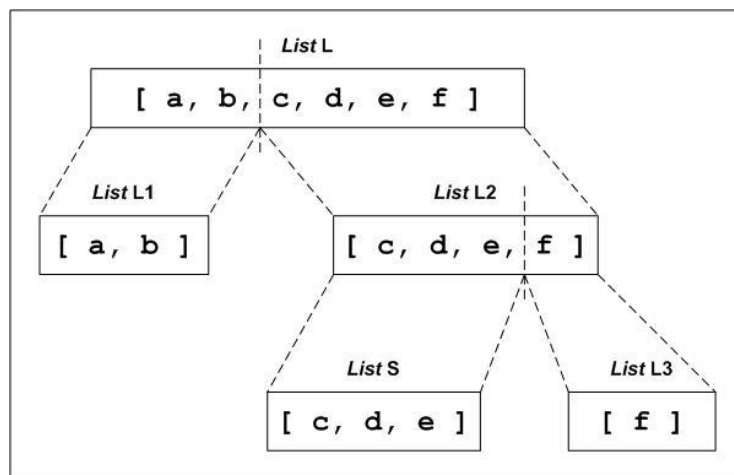 List L
[ a, b, c, d, e, f ]
List L1
List L2
[ a, b ]
[ c, d, e, f ]
List S
List L3
[ c, d, e ]
[ f ]